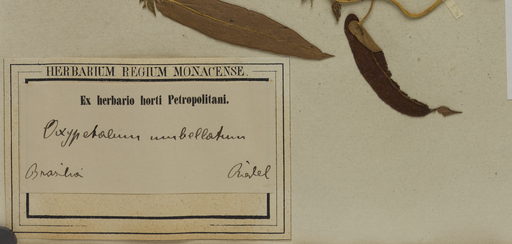 HERBARIUM REGIUM MONACENSE.
Ex herbario horti Petropolitani.
Oxypetalum umbellatum
Brasilia Riedel